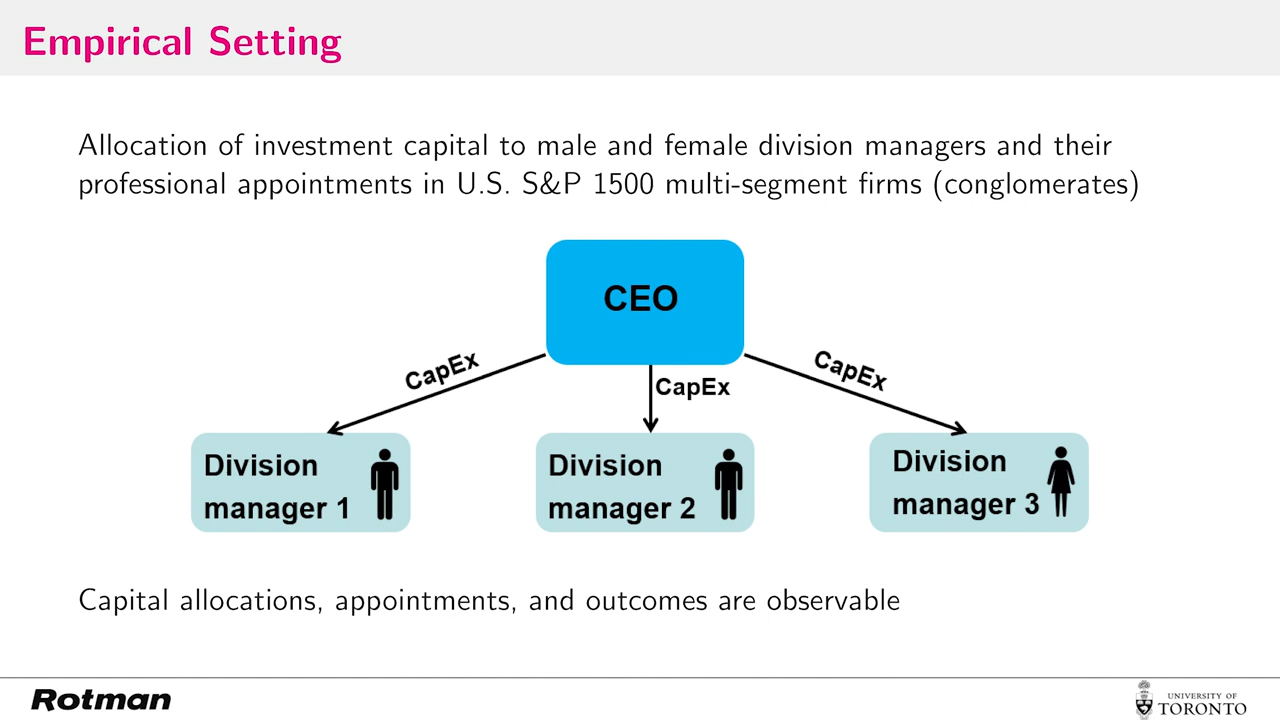 Empirical Setting
Allocation of investment capital to male and female division managers and their
professional appointments in U.S. S&P 1500 multi-segment firms (conglomerates)
CEO
CapEx
CapEx
CapEx
Division
manager 1
Division
manager 2
Division
manager 3
Capital allocations, appointments, and outcomes are observable
Rotman
UNIVERSITY OF
TORONTO